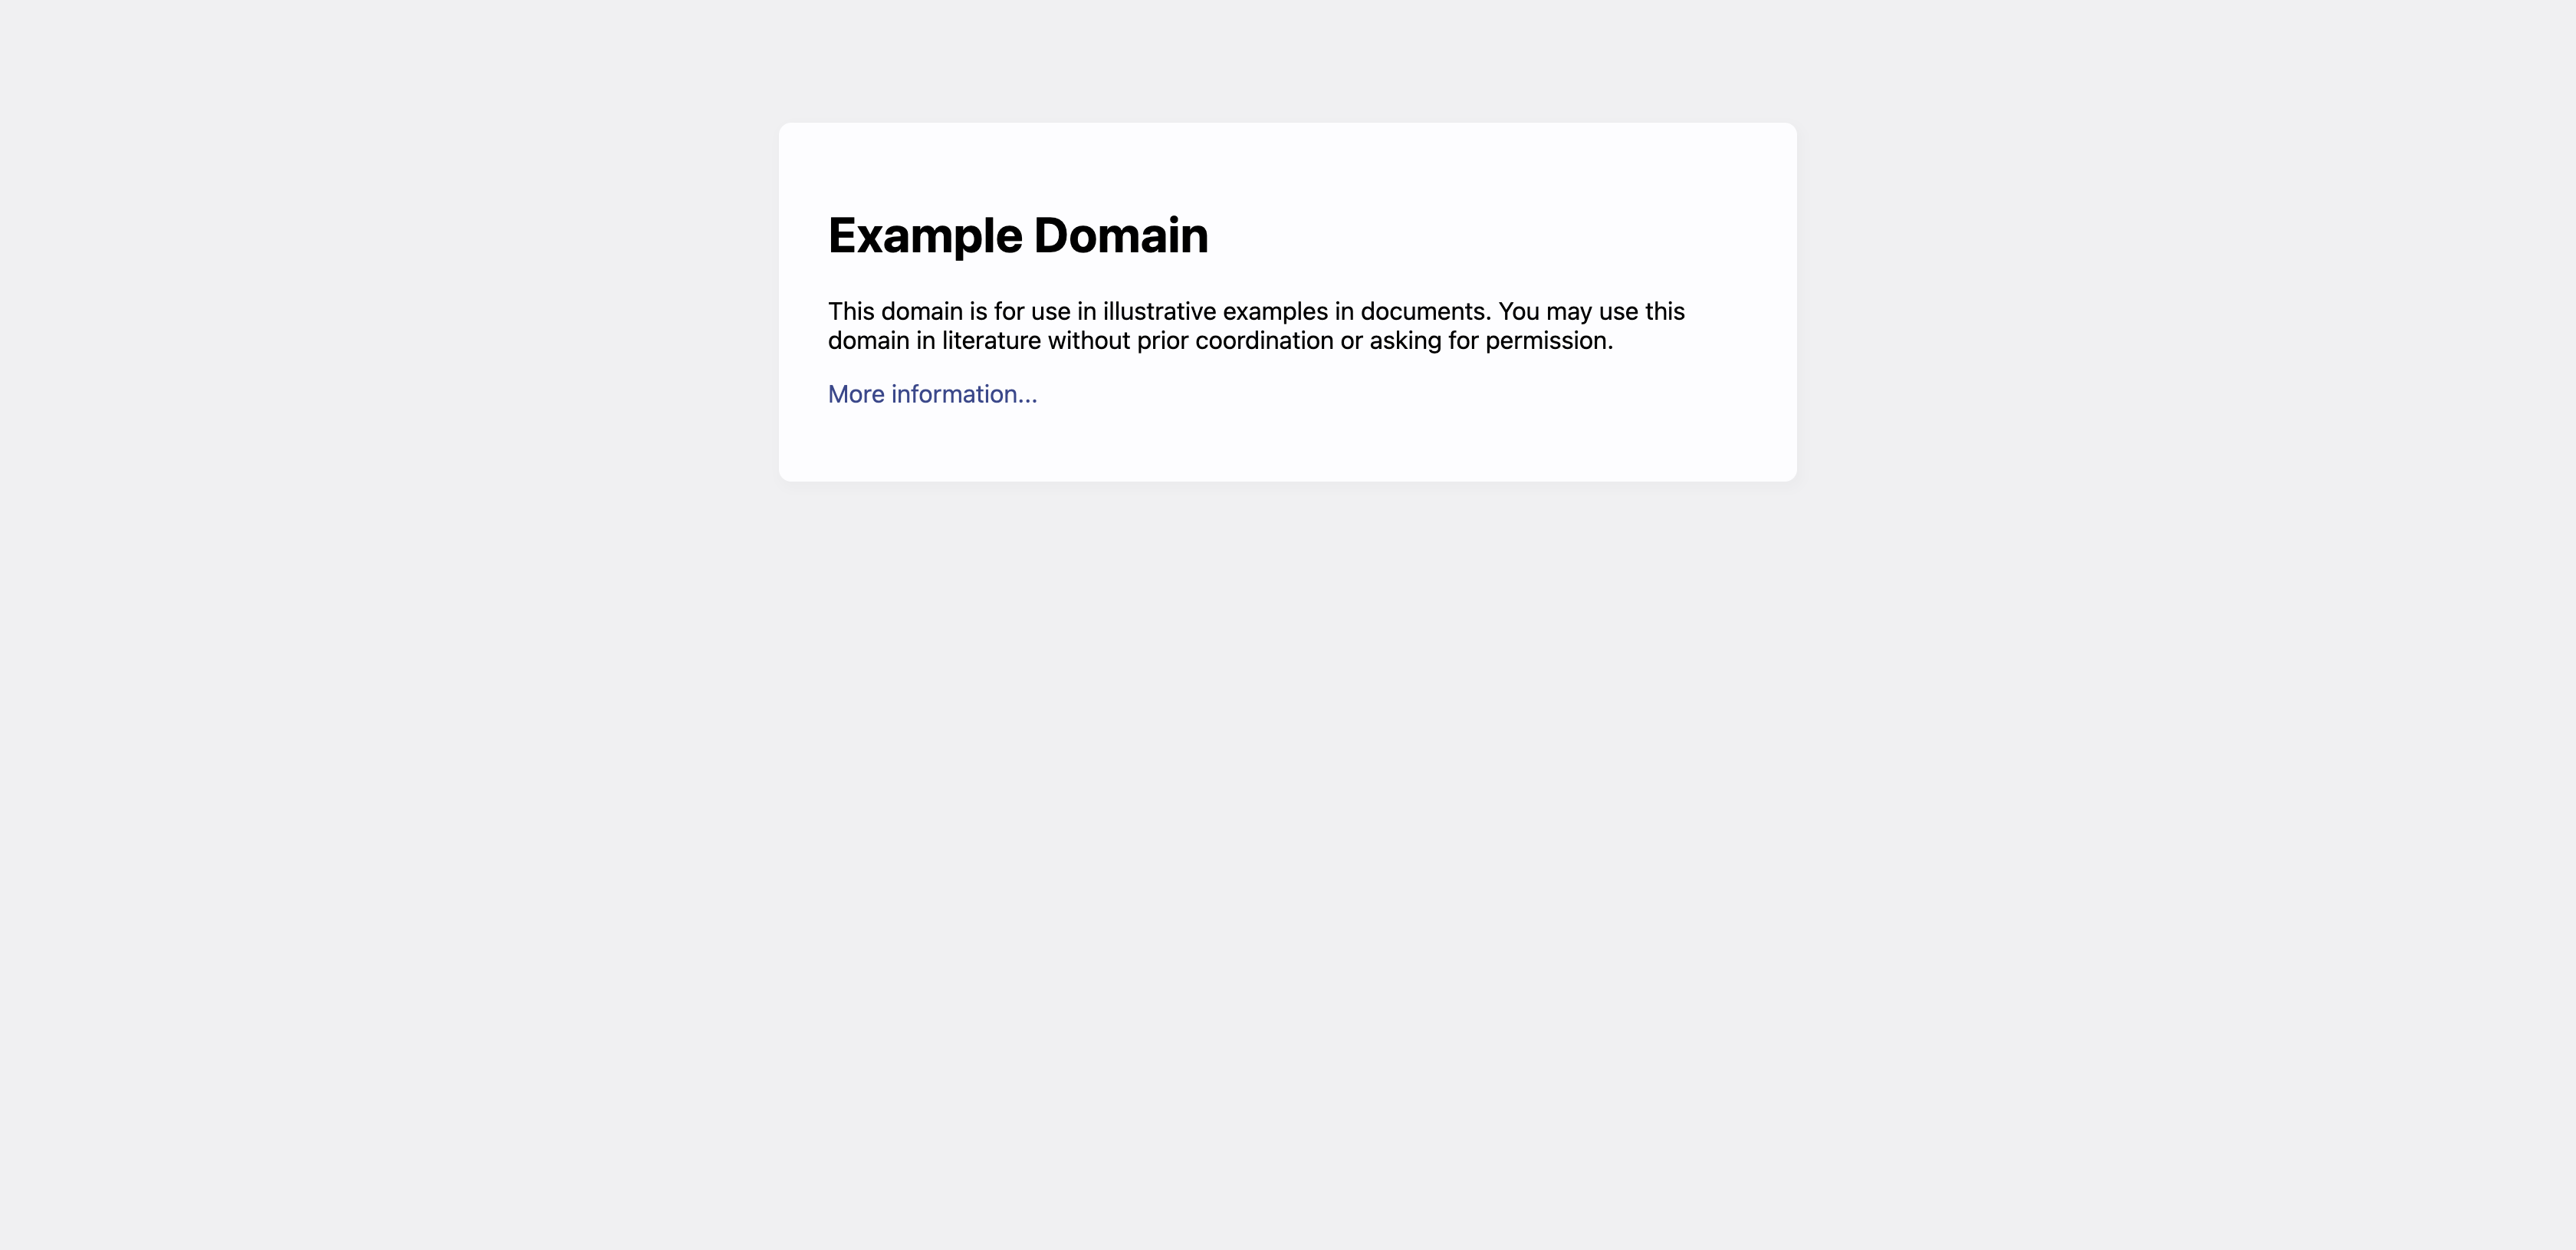 Example Domain
This domain is for use in illustrative examples in documents. You may use this
domain in literature without prior coordination or asking for permission.
More information...